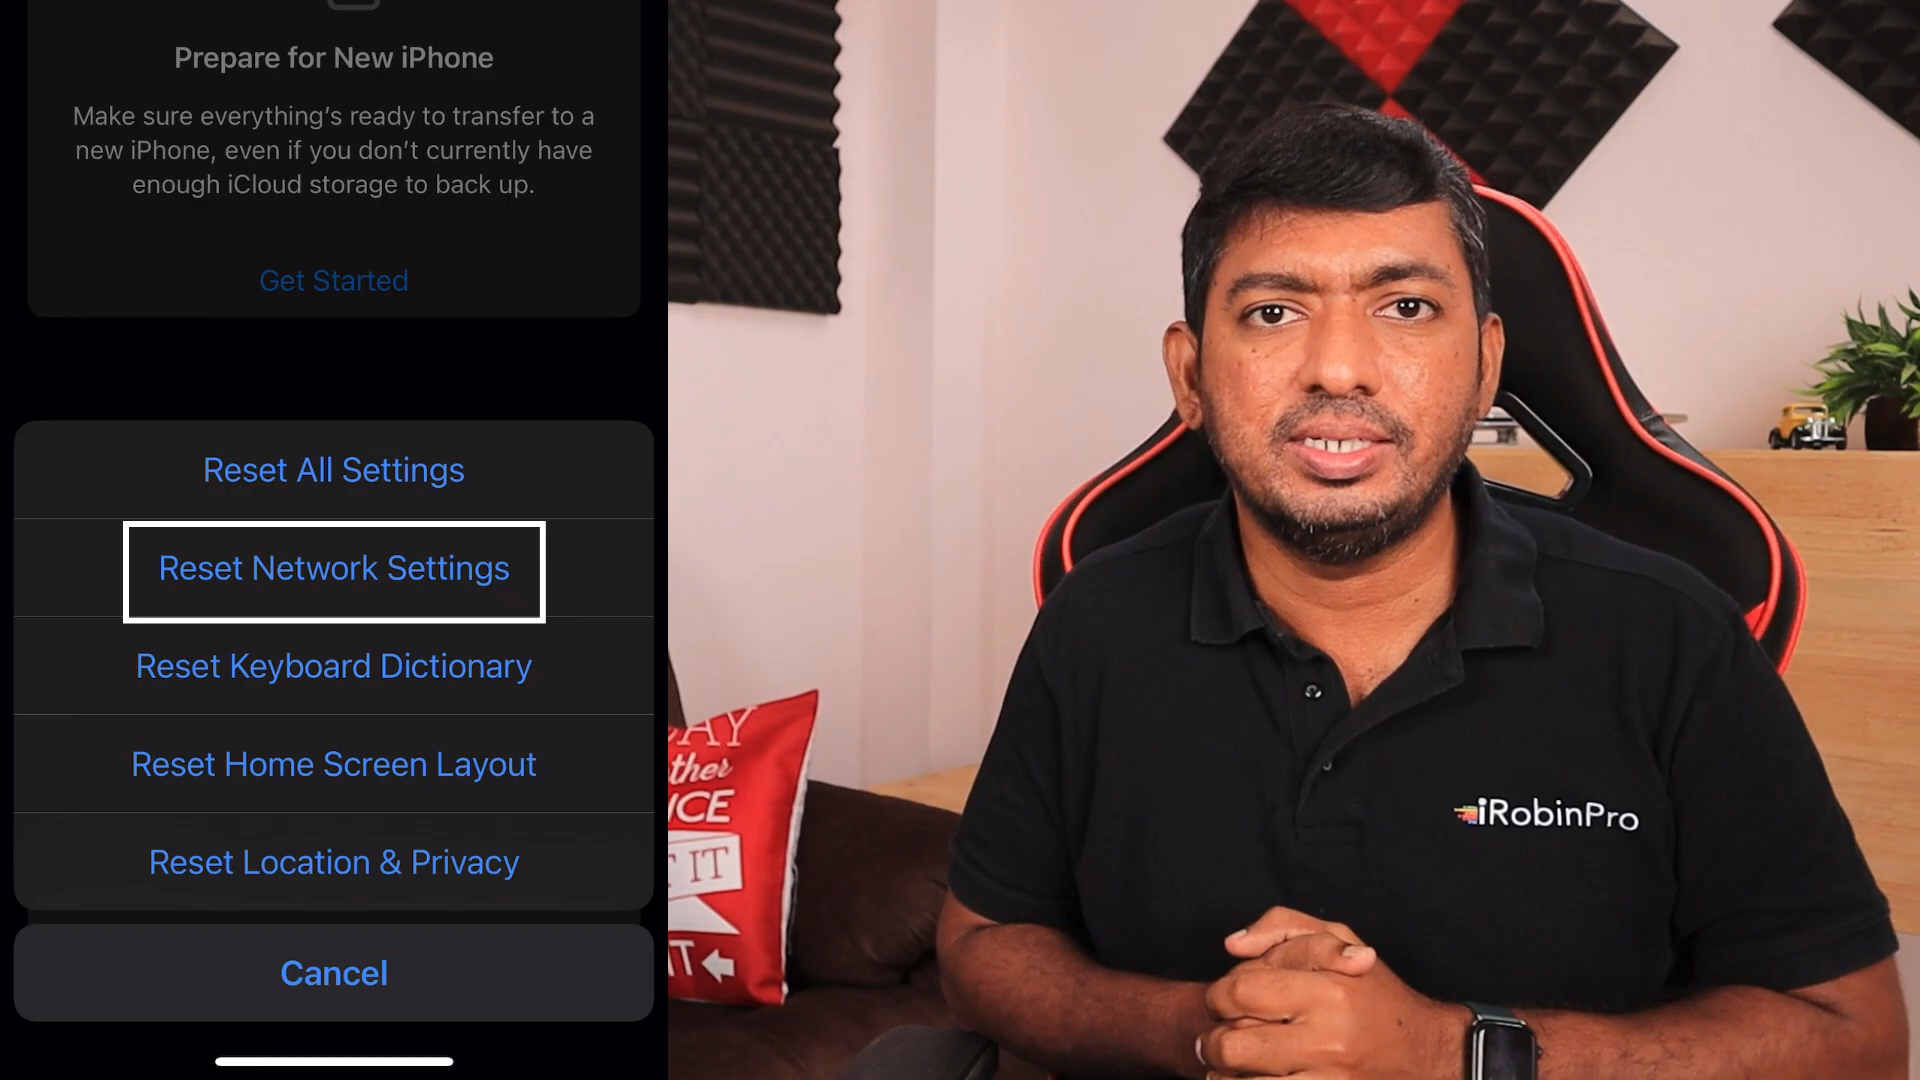 Prepare for New iPhone
Make sure everything's ready to transfer to a
new iPhone, even if you don't currently have
enough iCloud storage to back up.
Get Started
Reset All Settings
Reset Network Settings
Reset Keyboard Dictionary
Reset Home Screen Layout
Reset Location & Privacy
Cancel
iRobinPro
IT